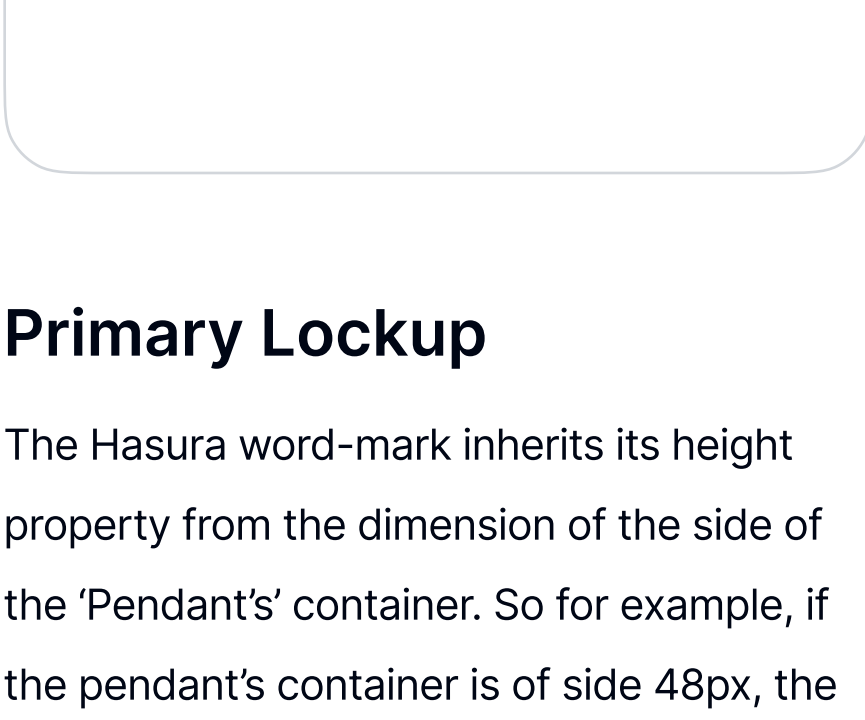 Primary Lockup
The Hasura word-mark inherits its height
property from the dimension of the side of
the ‘Pendant’s’ container. So for example, if
the pendant’s container is of side 48px, the